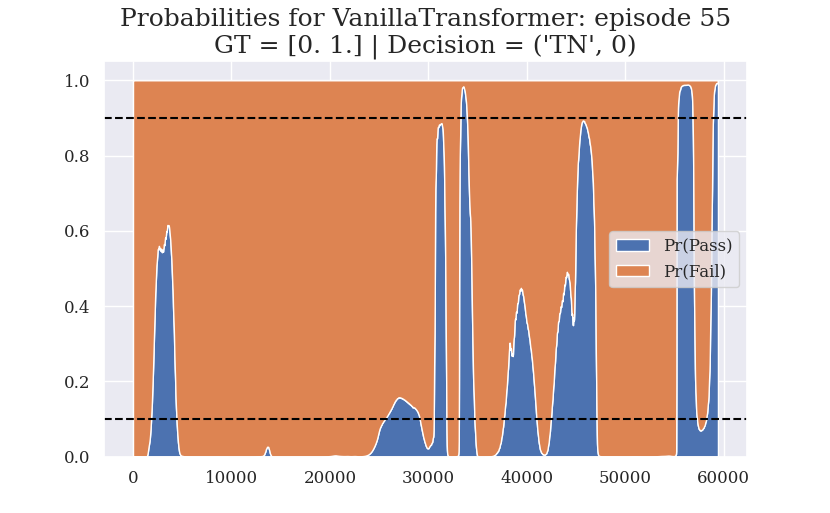 Probabilities for VanillaTransformer: episode 55
GT = [0. 1.] | Decision = ('TN', 0)
1.0
0.8
0.6
0.4
0.2
0.0
Pr(Pass)
Pr(Fail)
0 10000 20000 30000 40000 50000 60000